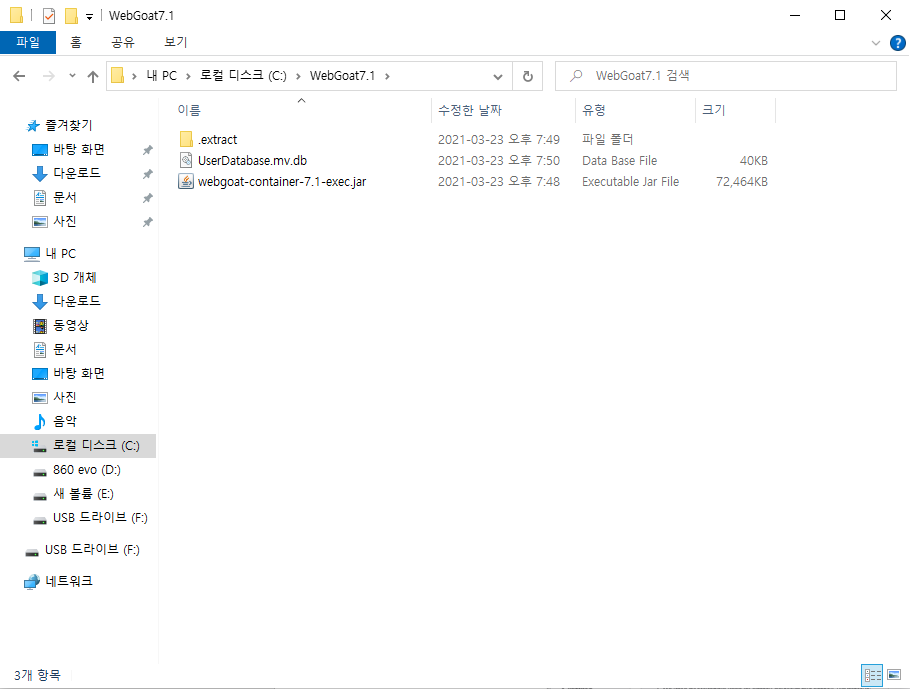 WebGoat7.1
파일 홈 공유 보기
내 PC 로컬 디스크 (C:) WebGoat7.1 WebGoat7.1 검색
이름 수정한 날짜 유형 크기
.extract 2021-03-23 오후 7:49 파일 폴더
UserDatabase.mv.db 2021-03-23 오후 7:50 Data Base File 40KB
webgoat-container-7.1-exec.jar 2021-03-23 오후 7:48 Executable Jar File 72,464KB
즐겨찾기
바탕 화면
다운로드
문서
사진
내 PC
3D 개체
다운로드
동영상
문서
바탕 화면
사진
음악
로컬 디스크 (C:)
860 evo (D:)
새 볼륨 (E:)
USB 드라이브 (F:)
USB 드라이브 (F:)
네트워크
3개 항목